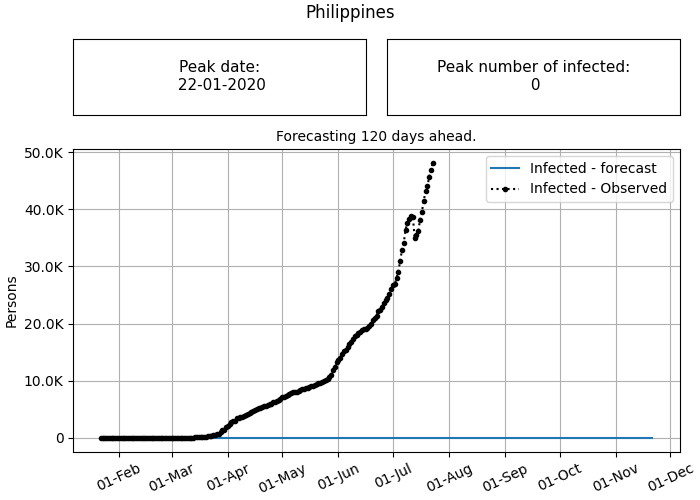 Philippines
Peak date:
22-01-2020
Peak number of infected:
0
Forecasting 120 days ahead.
Infected - forecast
Infected - Observed
50.0K
40.0K
30.0K
20.0K
10.0K
0
Persons
01-Feb
01-Mar
01-Apr
01-May
01-Jun
01-Jul
01-Aug
01-Sep
01-Oct
01-Nov
01-Dec